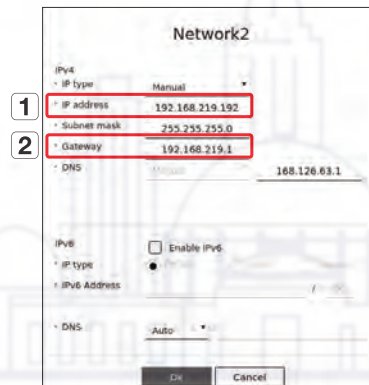 Network2
IPv4
IP type Manual
1 IP address 192.168.219.192
Subnet mask 255.255.255.0
2 Gateway 192.168.219.1
DNS Manual 168.126.63.1
IPv6
Enable IPv6
IP type
IPv6 Address /
DNS Auto
Ok Cancel